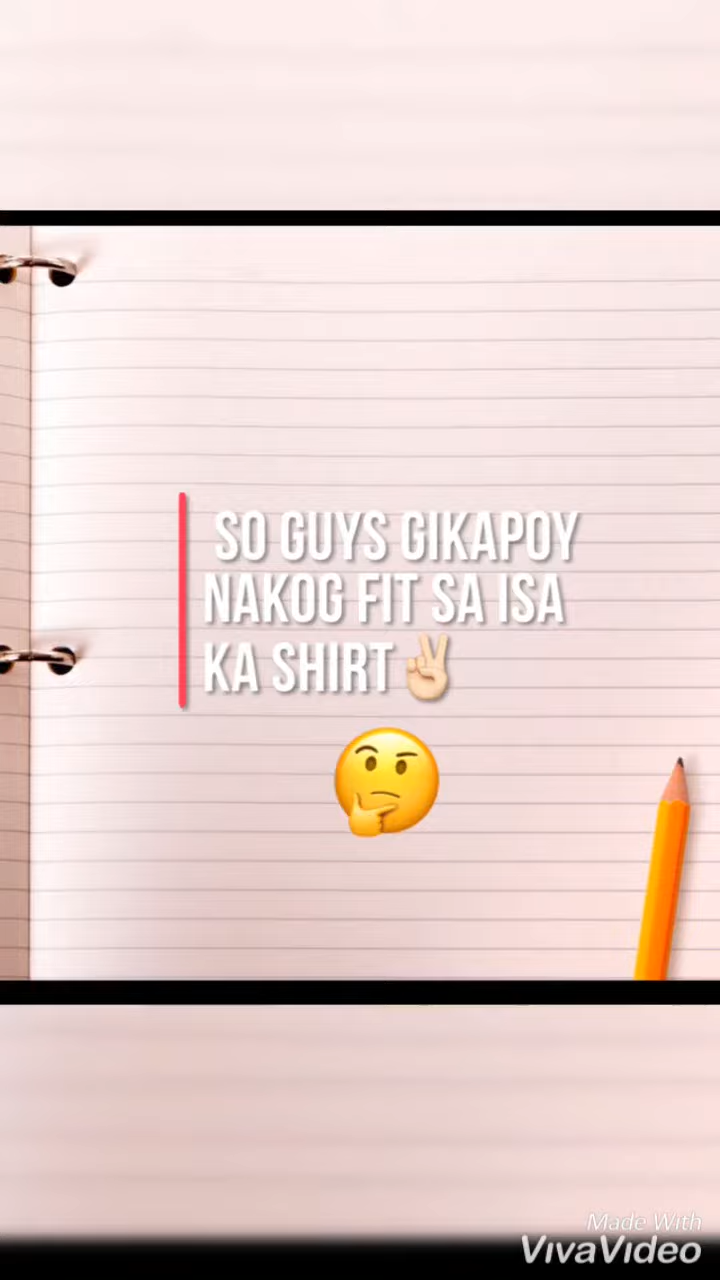 SO GUYS GIKAPOY
NAKOG FIT SA ISA
KA SHIRT✌🏻
🤔
Made With
VivaVideo